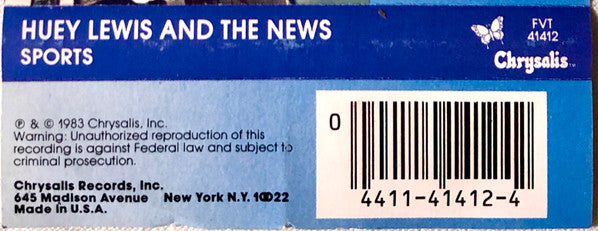 HUEY LEWIS AND THE NEWS
SPORTS
FVT
41412
Chrysalis™
℗ & © 1983 Chrysalis, Inc.
Warning: Unauthorized reproduction of this
recording is against Federal law and subject to
criminal prosecution.
Chrysalis Records, Inc.
645 Madison Avenue New York N.Y. 10022
Made in U.S.A.
0
4411-41412-4